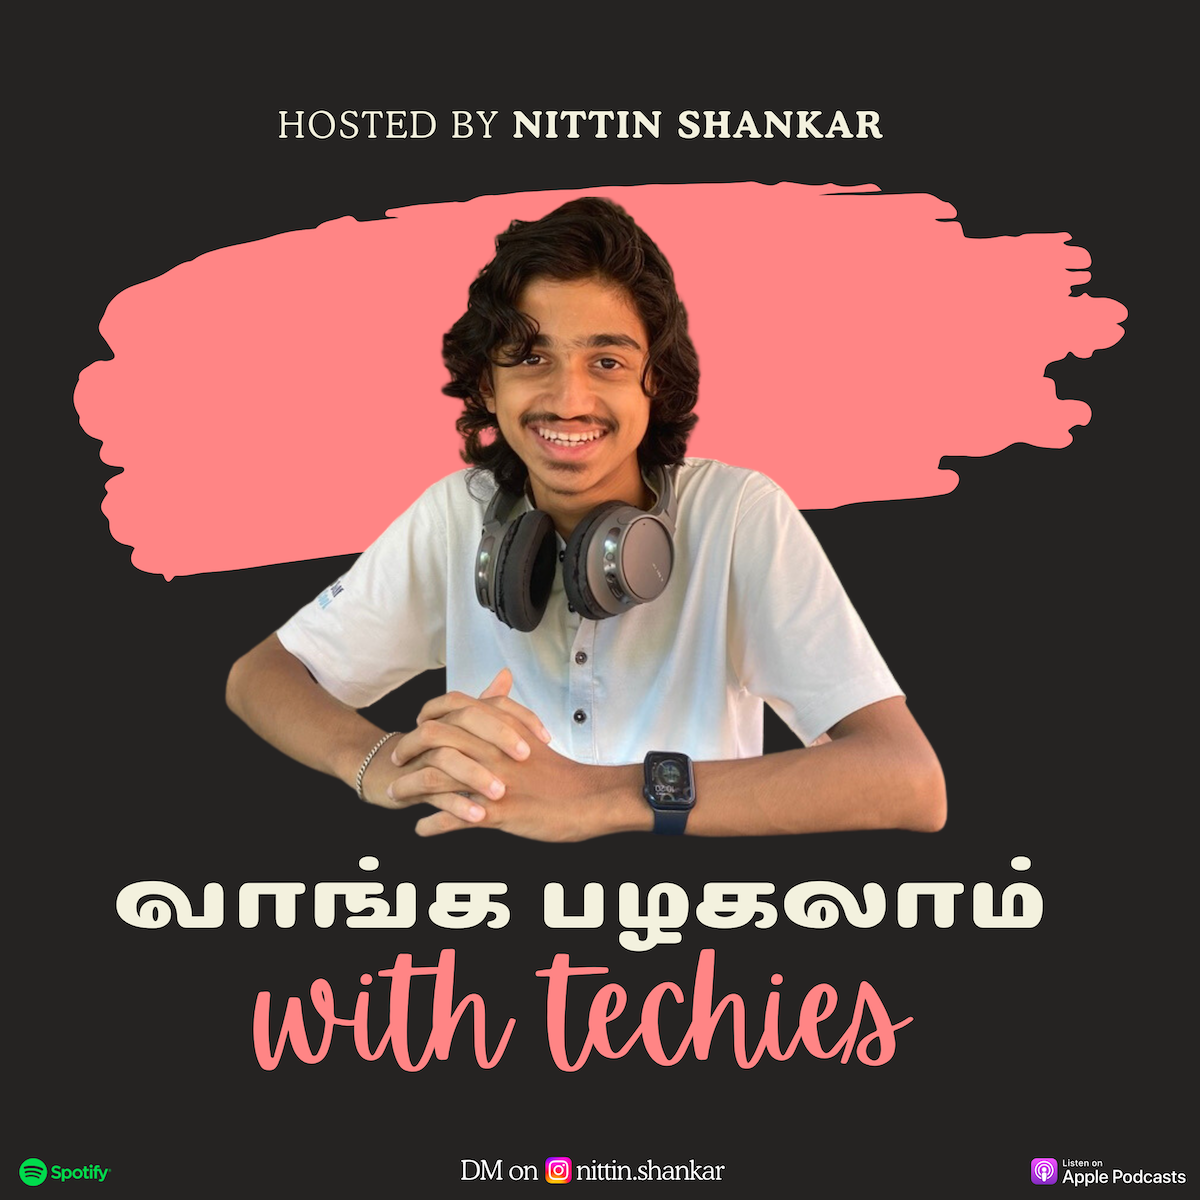 HOSTED BY NITTIN SHANKAR
வாங்க பழகலாம்
with techies
Spotify
DM on nittin.shankar
Listen on
Apple Podcasts